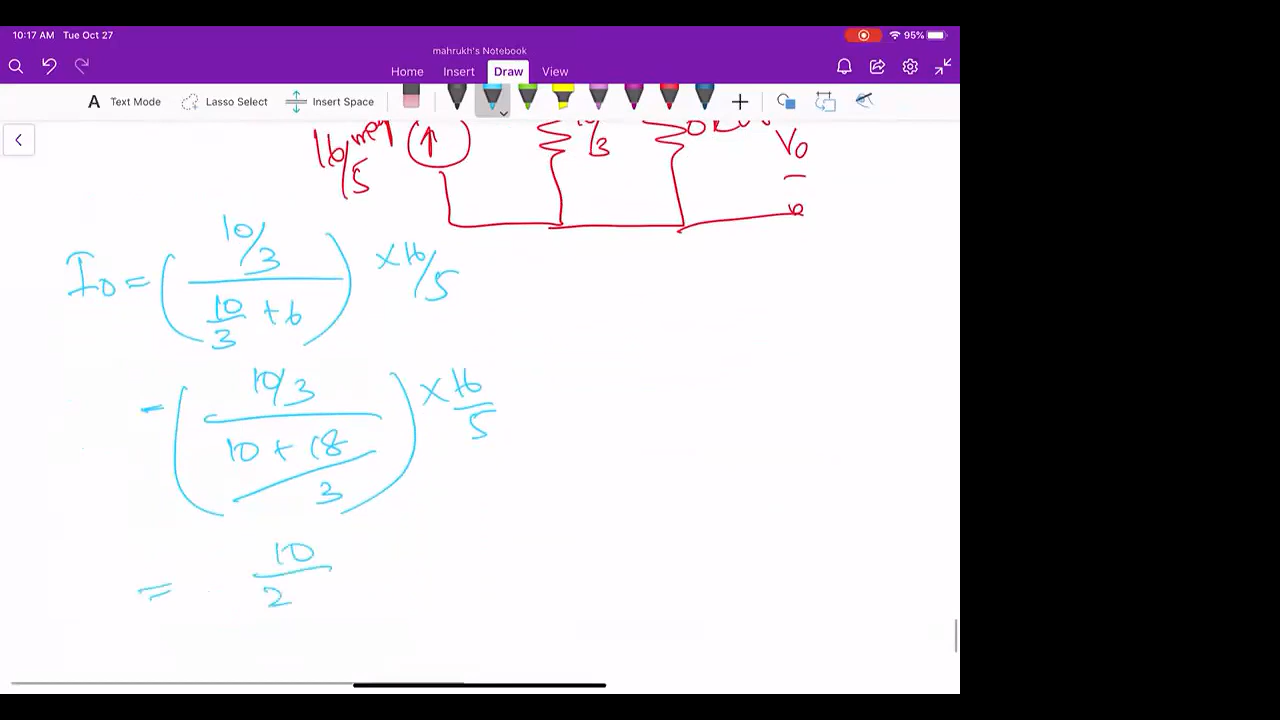 10:17 AM Tue Oct 27
95%
mahrukh's Notebook
Home Insert Draw View
A Text Mode Lasso Select Insert Space +
16/5
10/3
Vo
−
Io = ( (10/3) / (10/3 + 6) ) × 16/5
= ( (10/3) / ((10 + 18)/3) ) × 16/5
= 10/2